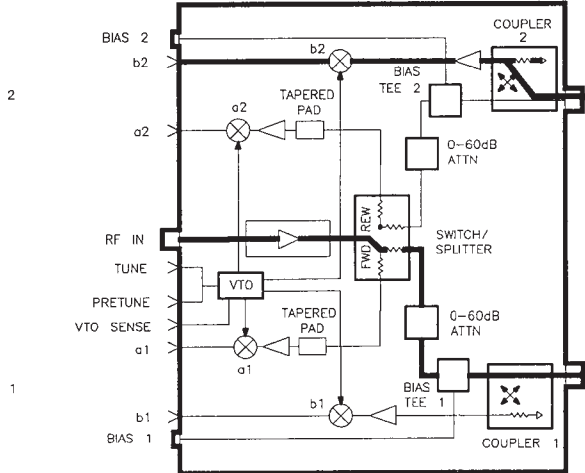 COUPLER
2
BIAS 2
b2
b2
BIAS
TEE 2
2
TAPERED
PAD
a2
a2
0-60dB
ATTN
REW
FWD
SWITCH/
SPLITTER
RF IN
TUNE
VTO
PRETUNE
VTO SENSE
TAPERED
PAD
0-60dB
ATTN
a1
a1
BIAS
TEE 1
1
b1
b1
BIAS 1
COUPLER 1